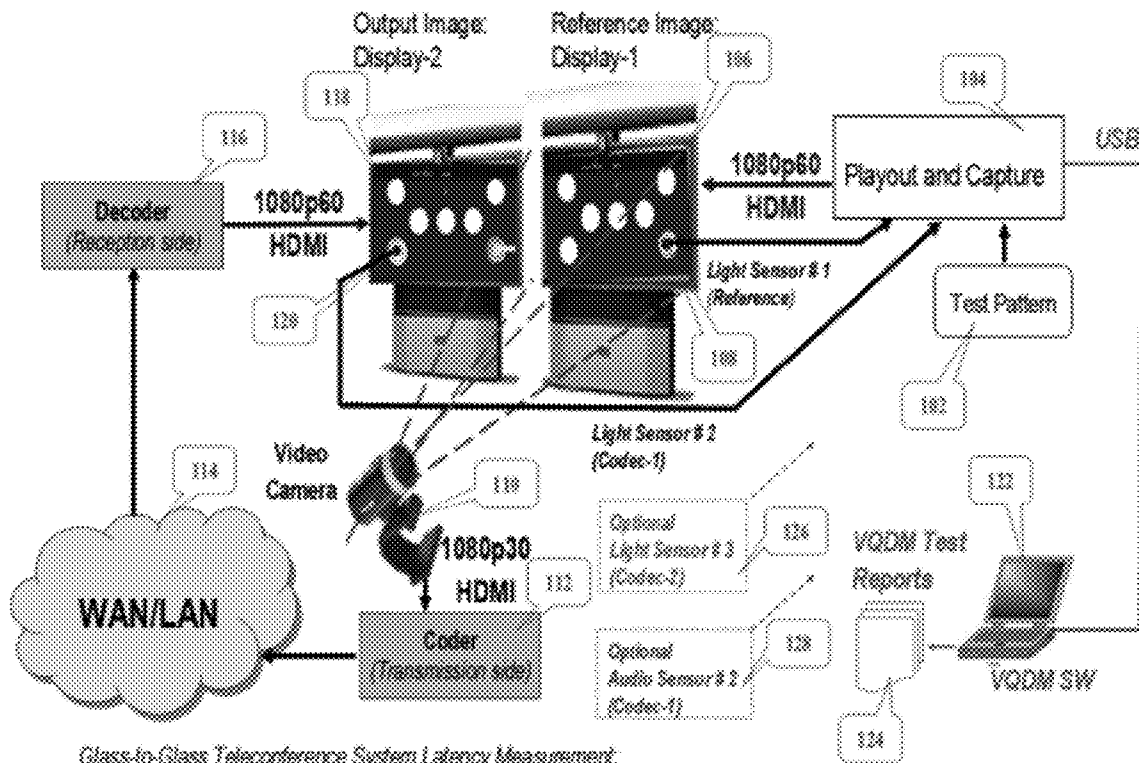 Output Image:
Display-2
Reference Image:
Display-1
106
118
104
116
USB
1080p60
HDMI
Playout and Capture
Decoder
(Reception side)
1080p60
HDMI
Light Sensor # 1
(Reference)
Test Pattern
120
108
102
Light Sensor # 2
(Codec-1)
Video
Camera
114
110
122
Optional
Light Sensor # 3
(Codec-2)
126
VQDM Test
Reports
1080p30
HDMI
112
WAN/LAN
Coder
(Transmission side)
Optional
Audio Sensor # 2
(Codec-1)
128
VQDM SW
124
Glass-to-Glass Teleconference System Latency Measurement: